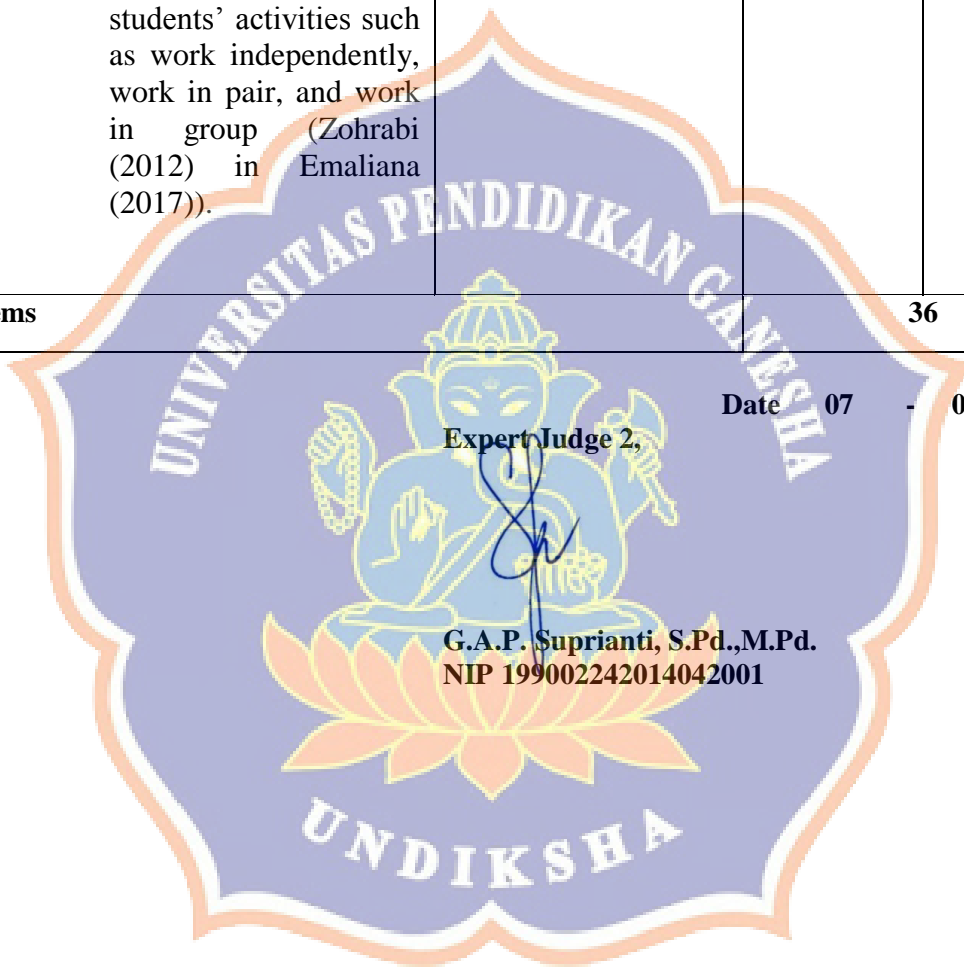 students’ activities such
as work independently,
work in pair, and work
in group (Zohrabi
(2012) in Emaliana
(2017)).
UNIVERSITAS PENDIDIKAN GANESHA
ems 36
Date 07 - 0
Expert Judge 2,
G.A.P. Suprianti, S.Pd.,M.Pd.
NIP 199002242014042001
UNDIKSHA